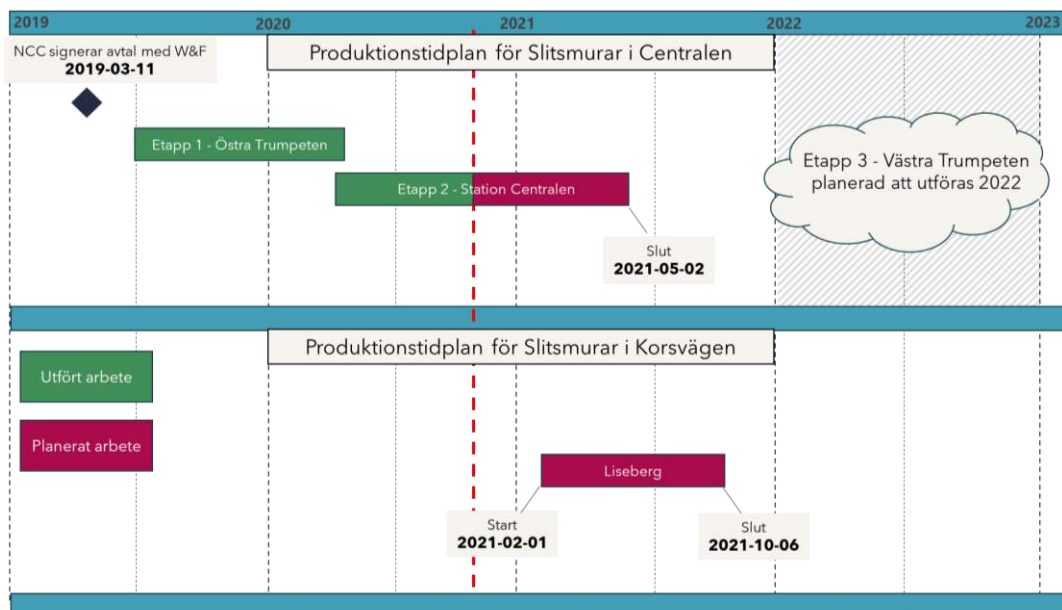 2019 2020 2021 2022 2023
Produktionstidplan för Slitsmurar i Centralen
NCC signerar avtal med W&F
2019-03-11
Etapp 1 - Östra Trumpeten
Etapp 2 - Station Centralen
Slut
2021-05-02
Etapp 3 - Västra Trumpeten
planerad att utföras 2022
Produktionstidplan för Slitsmurar i Korsvägen
Utfört arbete
Planerat arbete
Liseberg
Start
2021-02-01
Slut
2021-10-06